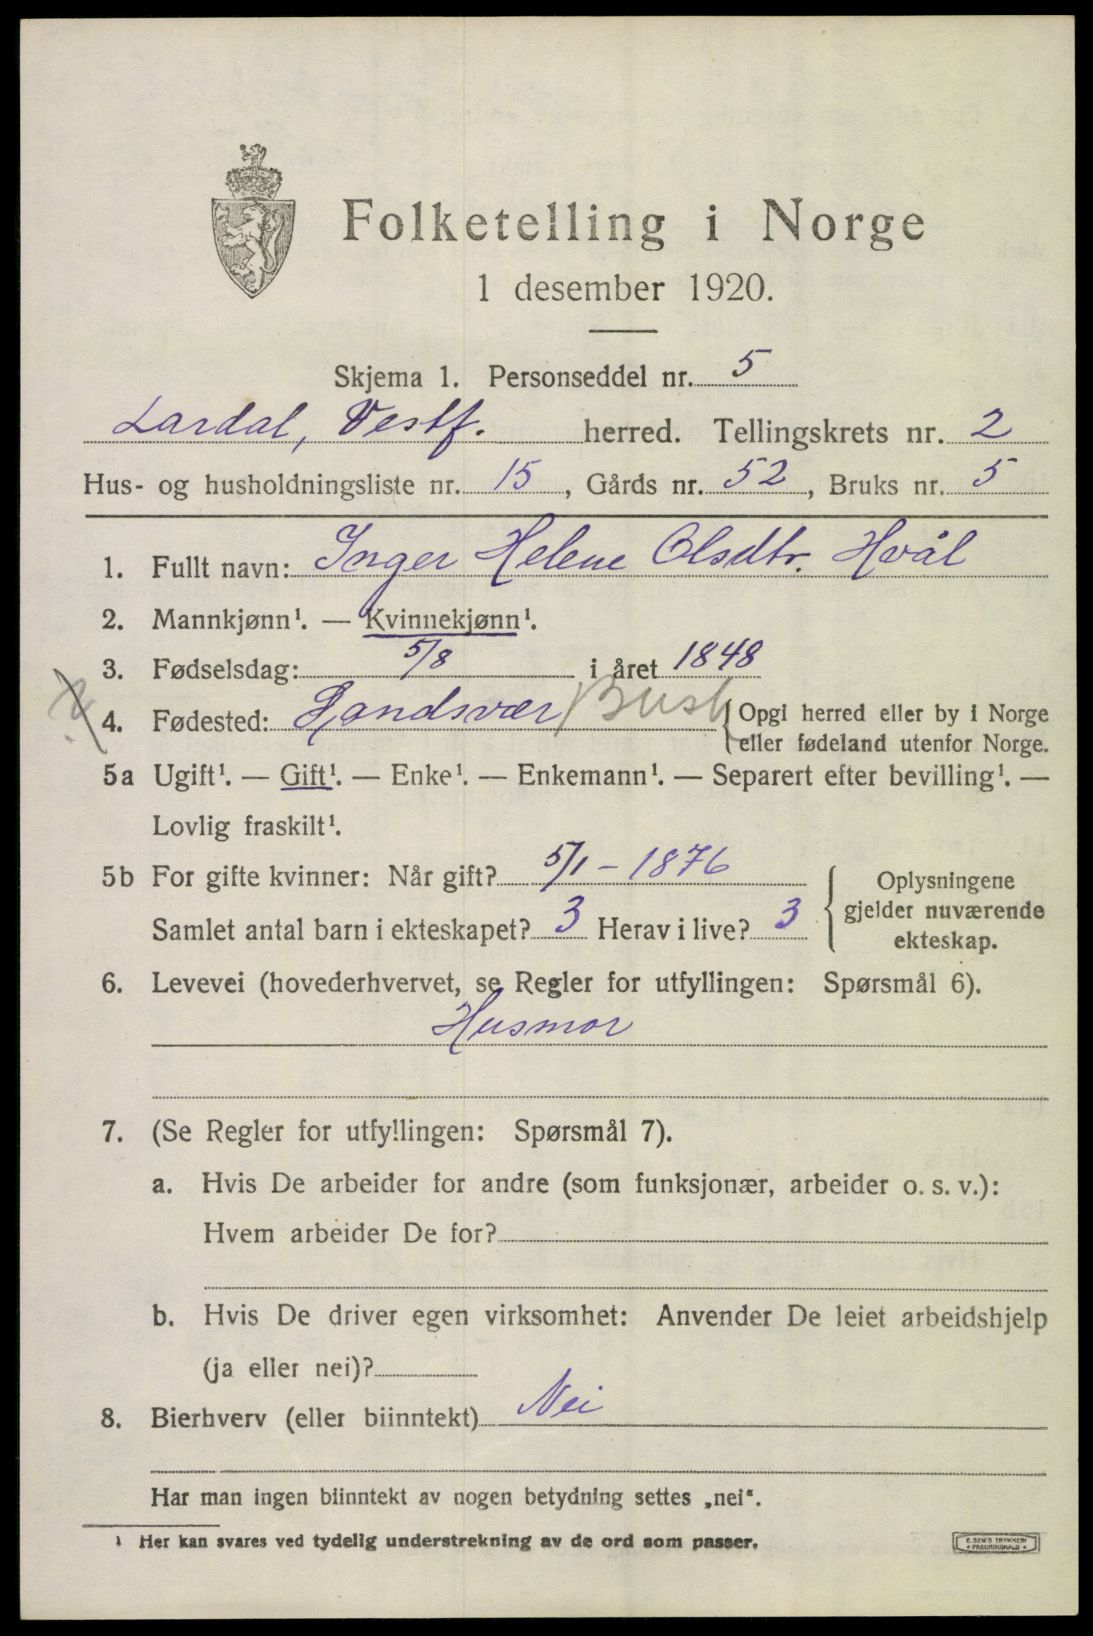 Folketelling i Norge
1 desember 1920.
Skjema 1. Personseddel nr. 5
Lardal, Vestf. herred. Tellingskrets nr. 2
Hus- og husholdningsliste nr. 15, Gårds nr. 52, Bruks nr. 5
1. Fullt navn: Inger Helene Olsdtr. Hvål
2. Mannkjønn¹. — Kvinnekjønn¹.
3. Fødselsdag: 5/8 i året 1848
4. Fødested: Sandsvær / Busk {Opgi herred eller by i Norge
eller fødeland utenfor Norge.
5a Ugift¹. — Gift¹. — Enke¹. — Enkemann¹. — Separert efter bevilling¹. —
Lovlig fraskilt¹.
5b For gifte kvinner: Når gift? 5/1 - 1876
Samlet antal barn i ekteskapet? 3 Herav i live? 3
Oplysningene
gjelder nuværende
ekteskap.
6. Levevei (hovederhvervet, se Regler for utfyllingen: Spørsmål 6).
Husmor
7. (Se Regler for utfyllingen: Spørsmål 7).
a. Hvis De arbeider for andre (som funksjonær, arbeider o. s. v.):
Hvem arbeider De for?
b. Hvis De driver egen virksomhet: Anvender De leiet arbeidshjelp
(ja eller nei)?
8. Bierhverv (eller biinntekt) Nei
Har man ingen biinntekt av nogen betydning settes „nei“.
¹ Her kan svares ved tydelig understrekning av de ord som passer.